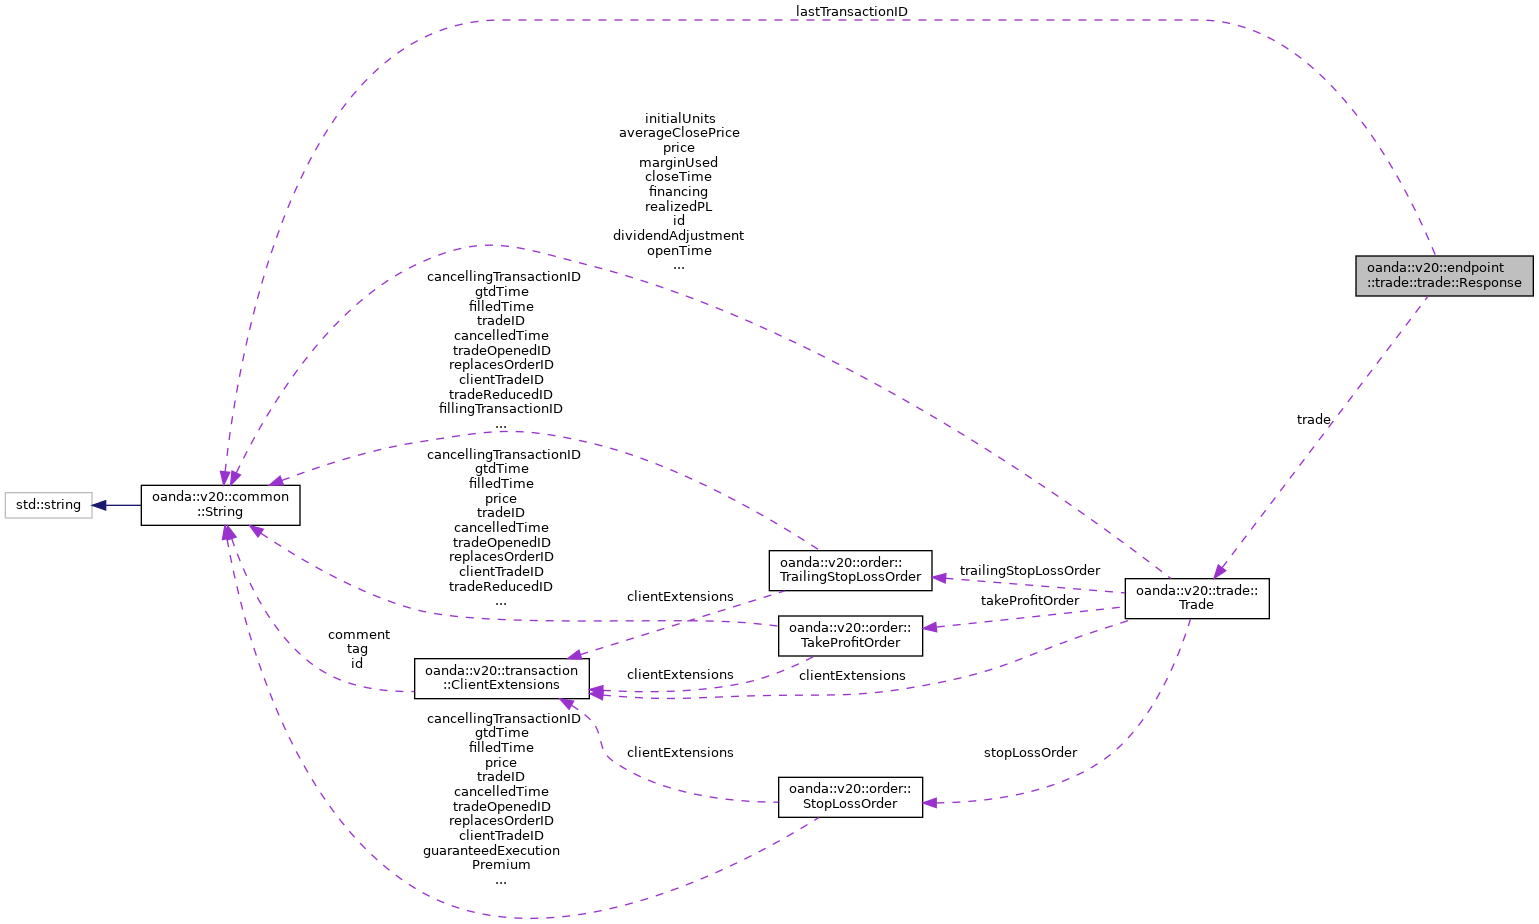 lastTransactionID
initialUnits
averageClosePrice
price
marginUsed
closeTime
financing
realizedPL
id
dividendAdjustment
openTime
...
oanda::v20::endpoint
::trade::trade::Response
cancellingTransactionID
gtdTime
filledTime
tradeID
cancelledTime
tradeOpenedID
replacesOrderID
clientTradeID
tradeReducedID
fillingTransactionID
...
trade
cancellingTransactionID
gtdTime
filledTime
price
tradeID
cancelledTime
tradeOpenedID
replacesOrderID
clientTradeID
tradeReducedID
...
std::string
oanda::v20::common
::String
oanda::v20::order::
TrailingStopLossOrder
trailingStopLossOrder
oanda::v20::trade::
Trade
clientExtensions
takeProfitOrder
oanda::v20::order::
TakeProfitOrder
comment
tag
id
oanda::v20::transaction
::ClientExtensions
clientExtensions
clientExtensions
cancellingTransactionID
gtdTime
filledTime
price
tradeID
cancelledTime
tradeOpenedID
replacesOrderID
clientTradeID
guaranteedExecution
Premium
...
clientExtensions
stopLossOrder
oanda::v20::order::
StopLossOrder